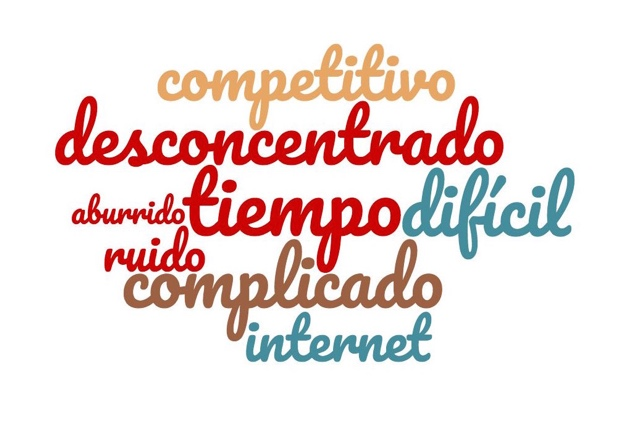 competitivo
desconcentrado
aburrido tiempo difícil
ruido
complicado
internet